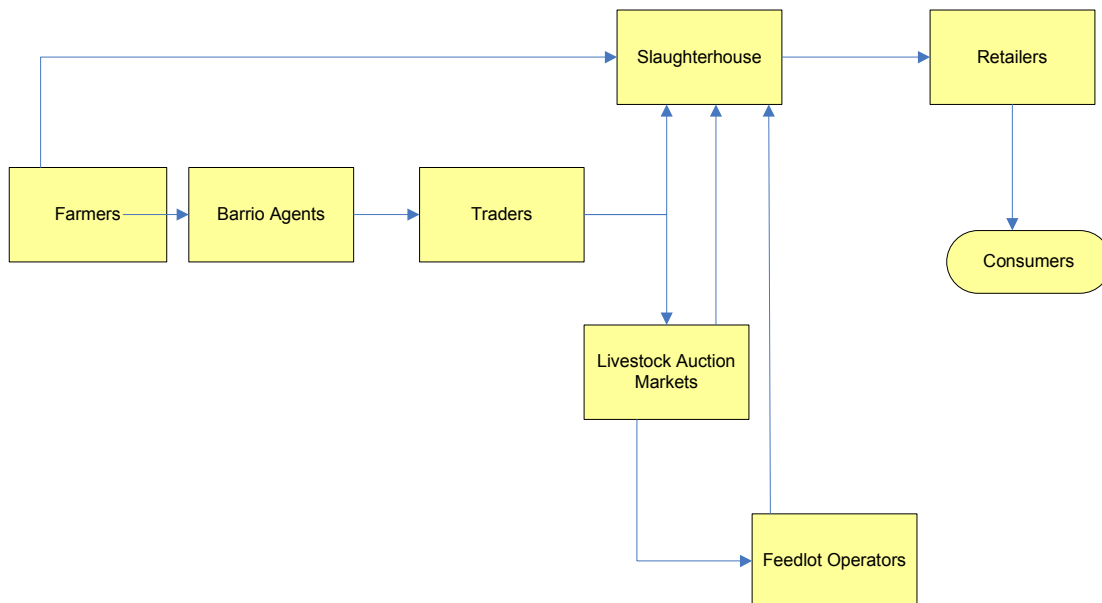 Slaughterhouse
Retailers
Farmers
Barrio Agents
Traders
Consumers
Livestock Auction
Markets
Feedlot Operators